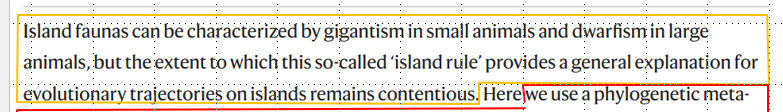 Island faunas can be characterized by gigantism in small animals and dwarfism in large
animals, but the extent to which this so-called ‘island rule’ provides a general explanation for
evolutionary trajectories on islands remains contentious. Here we use a phylogenetic meta-